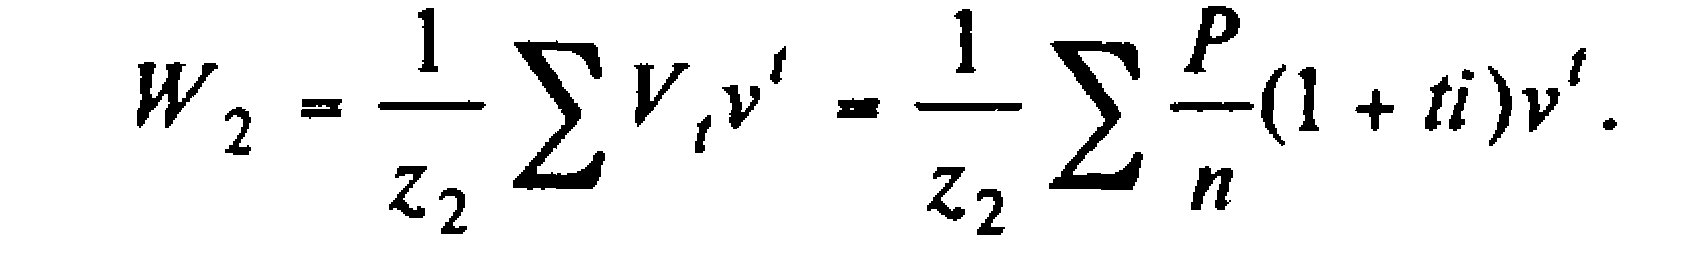 $W_2 = \frac{1}{z_2} \sum V_t v^t = \frac{1}{z_2} \sum \frac{P}{n} (1 + ti) v^t.$